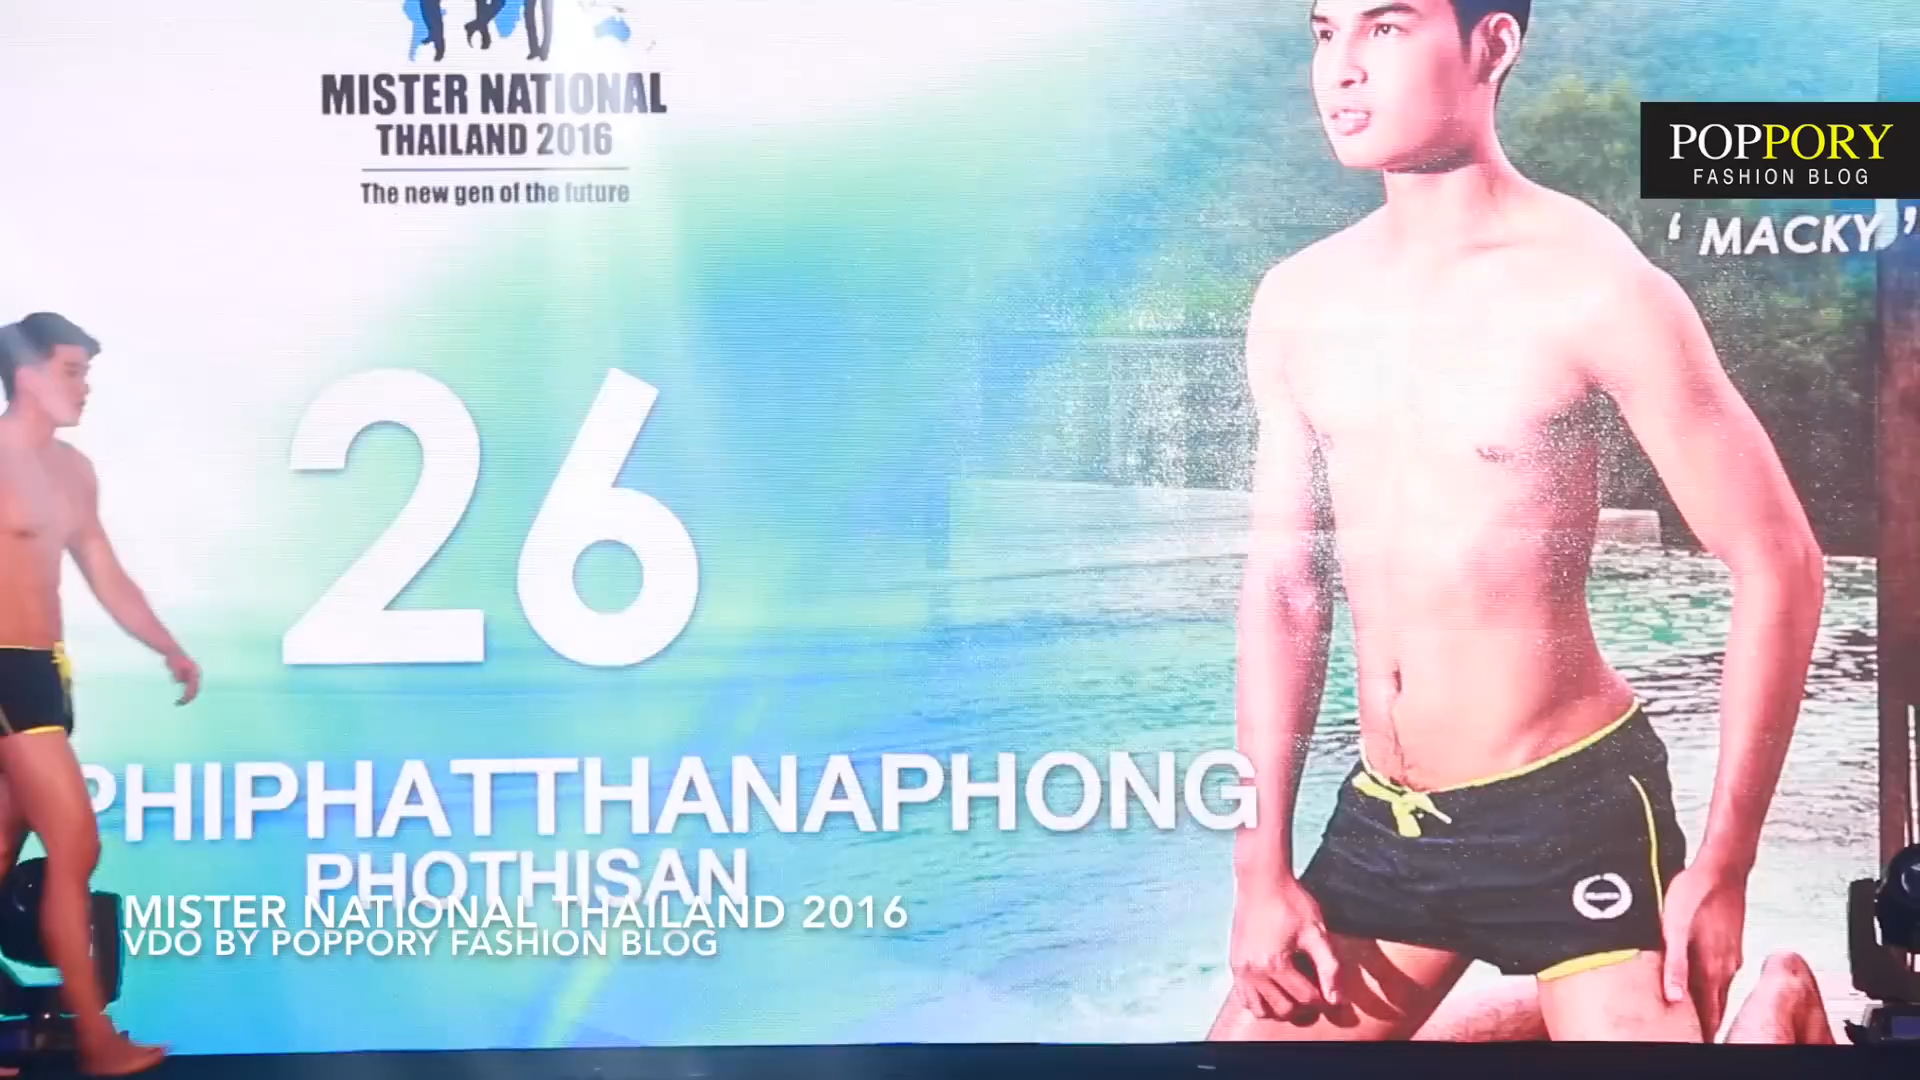 MISTER NATIONAL
THAILAND 2016
The new gen of the future
POPPORY
FASHION BLOG
‘ MACKY ’
26
PHIPHATTHANAPHONG
PHOTHISAN
MISTER NATIONAL THAILAND 2016
VDO BY POPPORY FASHION BLOG